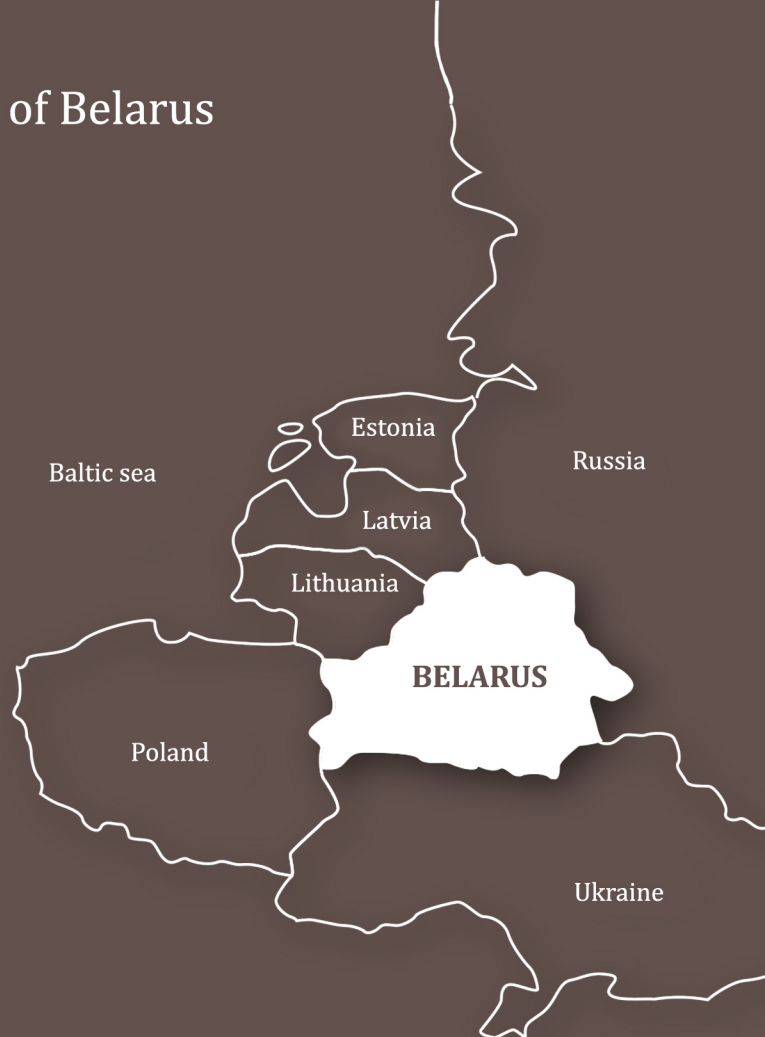 of Belarus
Estonia
Baltic sea
Russia
Latvia
Lithuania
BELARUS
Poland
Ukraine